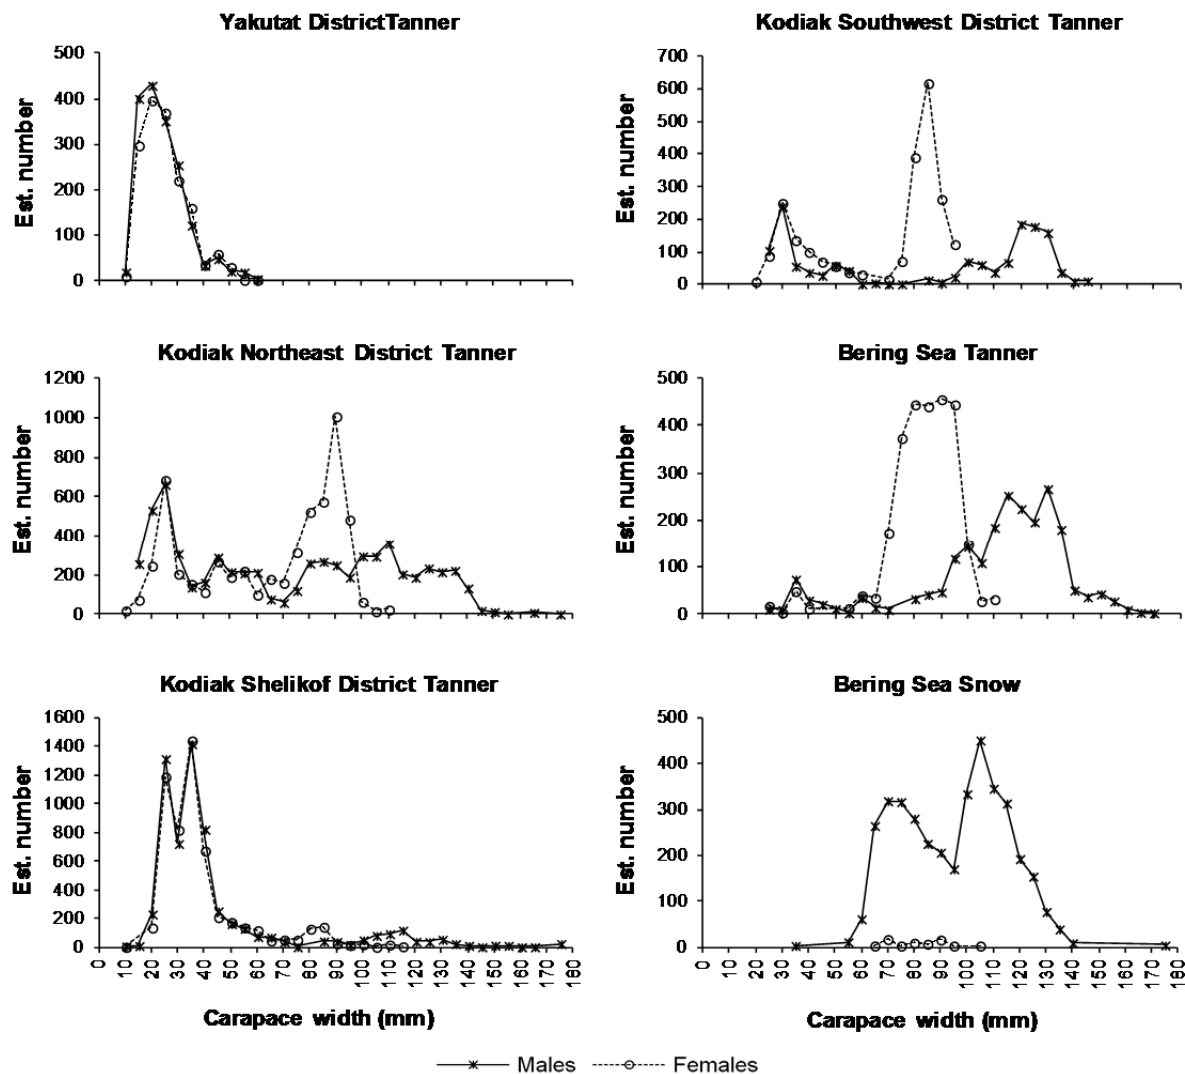 Yakutat DistrictTanner
Est. number
500
400
300
200
100
0
Kodiak Southwest District Tanner
Est. number
700
600
500
400
300
200
100
0
Kodiak Northeast District Tanner
Est. number
1200
1000
800
600
400
200
0
Bering Sea Tanner
Est. number
500
400
300
200
100
0
Kodiak Shelikof District Tanner
Est. number
1600
1400
1200
1000
800
600
400
200
0
0 10 20 30 40 50 60 70 80 90 100 110 120 130 140 150 160 170 180
Carapace width (mm)
Bering Sea Snow
Est. number
500
400
300
200
100
0
0 10 20 30 40 50 60 70 80 90 100 110 120 130 140 150 160 170 180
Carapace width (mm)
Males Females